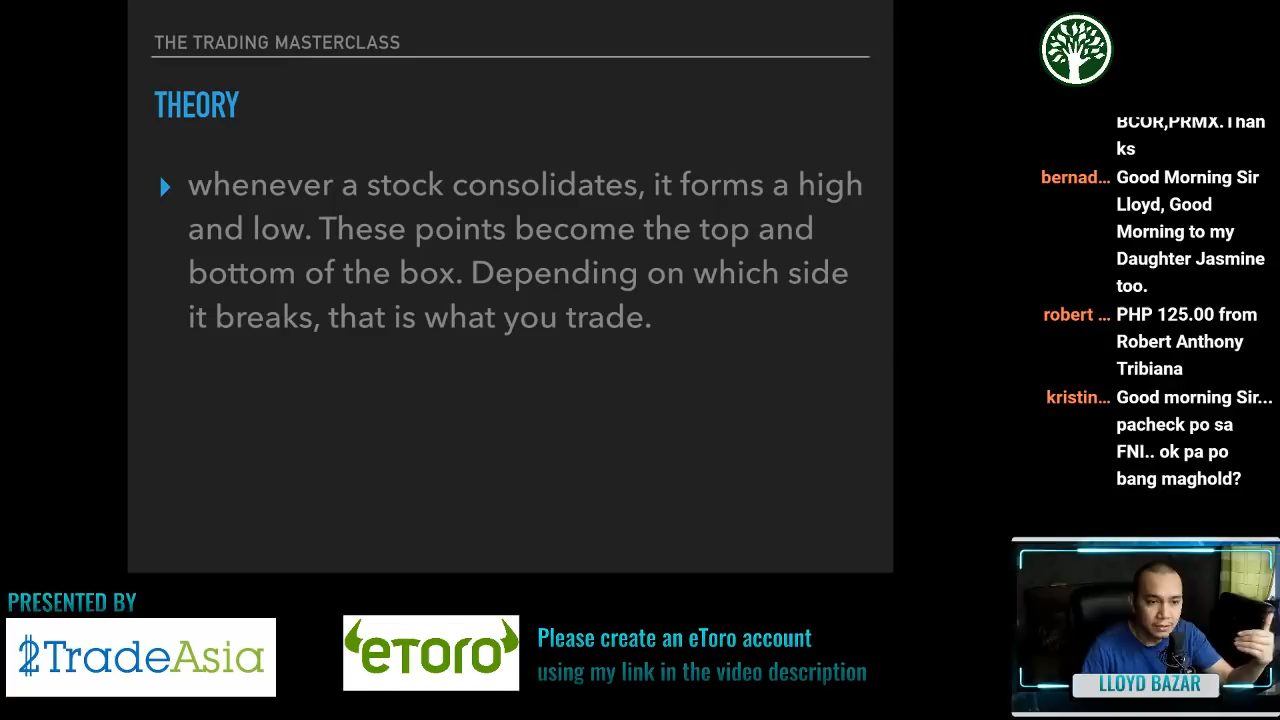 THE TRADING MASTERCLASS
THEORY
whenever a stock consolidates, it forms a high
and low. These points become the top and
bottom of the box. Depending on which side
it breaks, that is what you trade.
BCOR,PRMX.Than
ks
bernad... Good Morning Sir
Lloyd, Good
Morning to my
Daughter Jasmine
too.
robert ... PHP 125.00 from
Robert Anthony
Tribiana
kristin... Good morning Sir...
pacheck po sa
FNI.. ok pa po
bang maghold?
PRESENTED BY
2TradeAsia
eToro
Please create an eToro account
using my link in the video description
LLOYD BAZAR